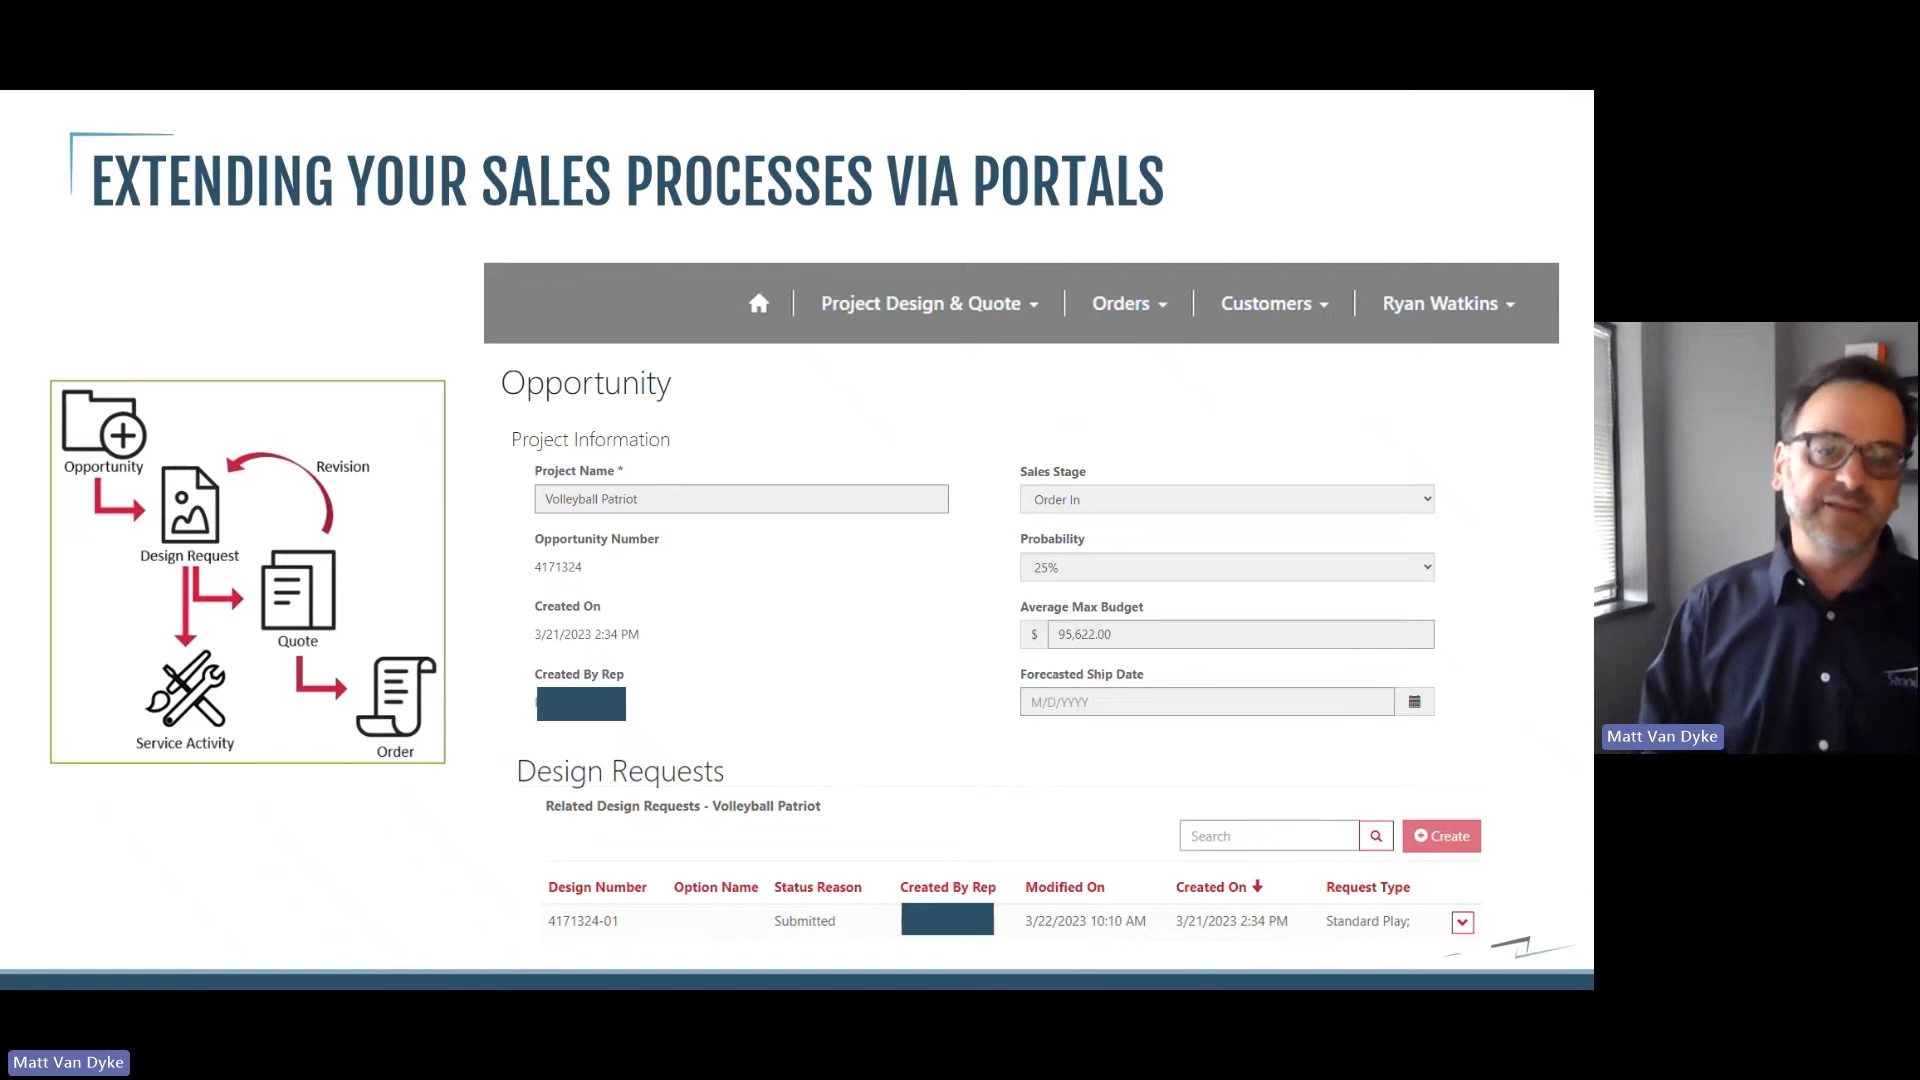 EXTENDING YOUR SALES PROCESSES VIA PORTALS
Project Design & Quote
Orders
Customers
Ryan Watkins
Opportunity
Revision
Design Request
Quote
Service Activity
Order
Opportunity
Project Information
Project Name *
Volleyball Patriot
Sales Stage
Order In
Opportunity Number
4171324
Probability
25%
Created On
3/21/2023 2:34 PM
Average Max Budget
$ 95,622.00
Created By Rep
Forecasted Ship Date
M/D/YYYY
Design Requests
Related Design Requests - Volleyball Patriot
Search
Create
Design Number Option Name Status Reason Created By Rep Modified On Created On Request Type
4171324-01 Submitted 3/22/2023 10:10 AM 3/21/2023 2:34 PM Standard Play;
Matt Van Dyke
Matt Van Dyke